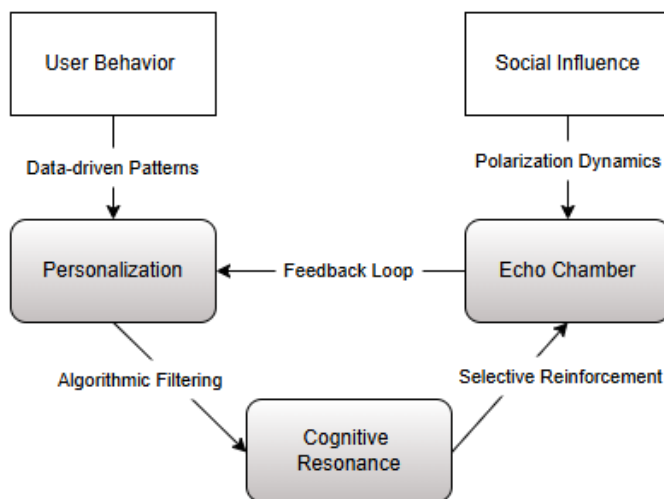 User Behavior
Social Influence
Data-driven Patterns
Polarization Dynamics
Personalization
Feedback Loop
Echo Chamber
Algorithmic Filtering
Selective Reinforcement
Cognitive
Resonance